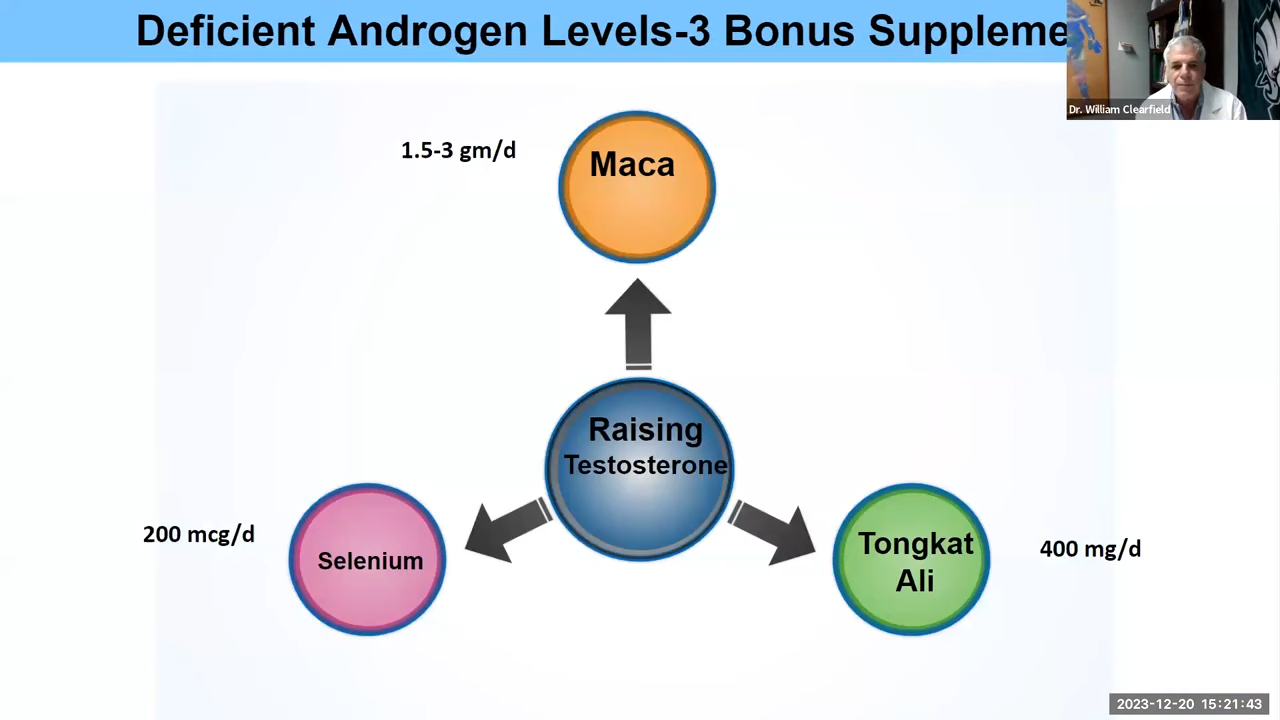 Deficient Androgen Levels-3 Bonus Suppleme
Dr. William Clearfield
1.5-3 gm/d
Maca
Raising
Testosterone
200 mcg/d
Selenium
Tongkat
Ali
400 mg/d
2023-12-20 15:21:43